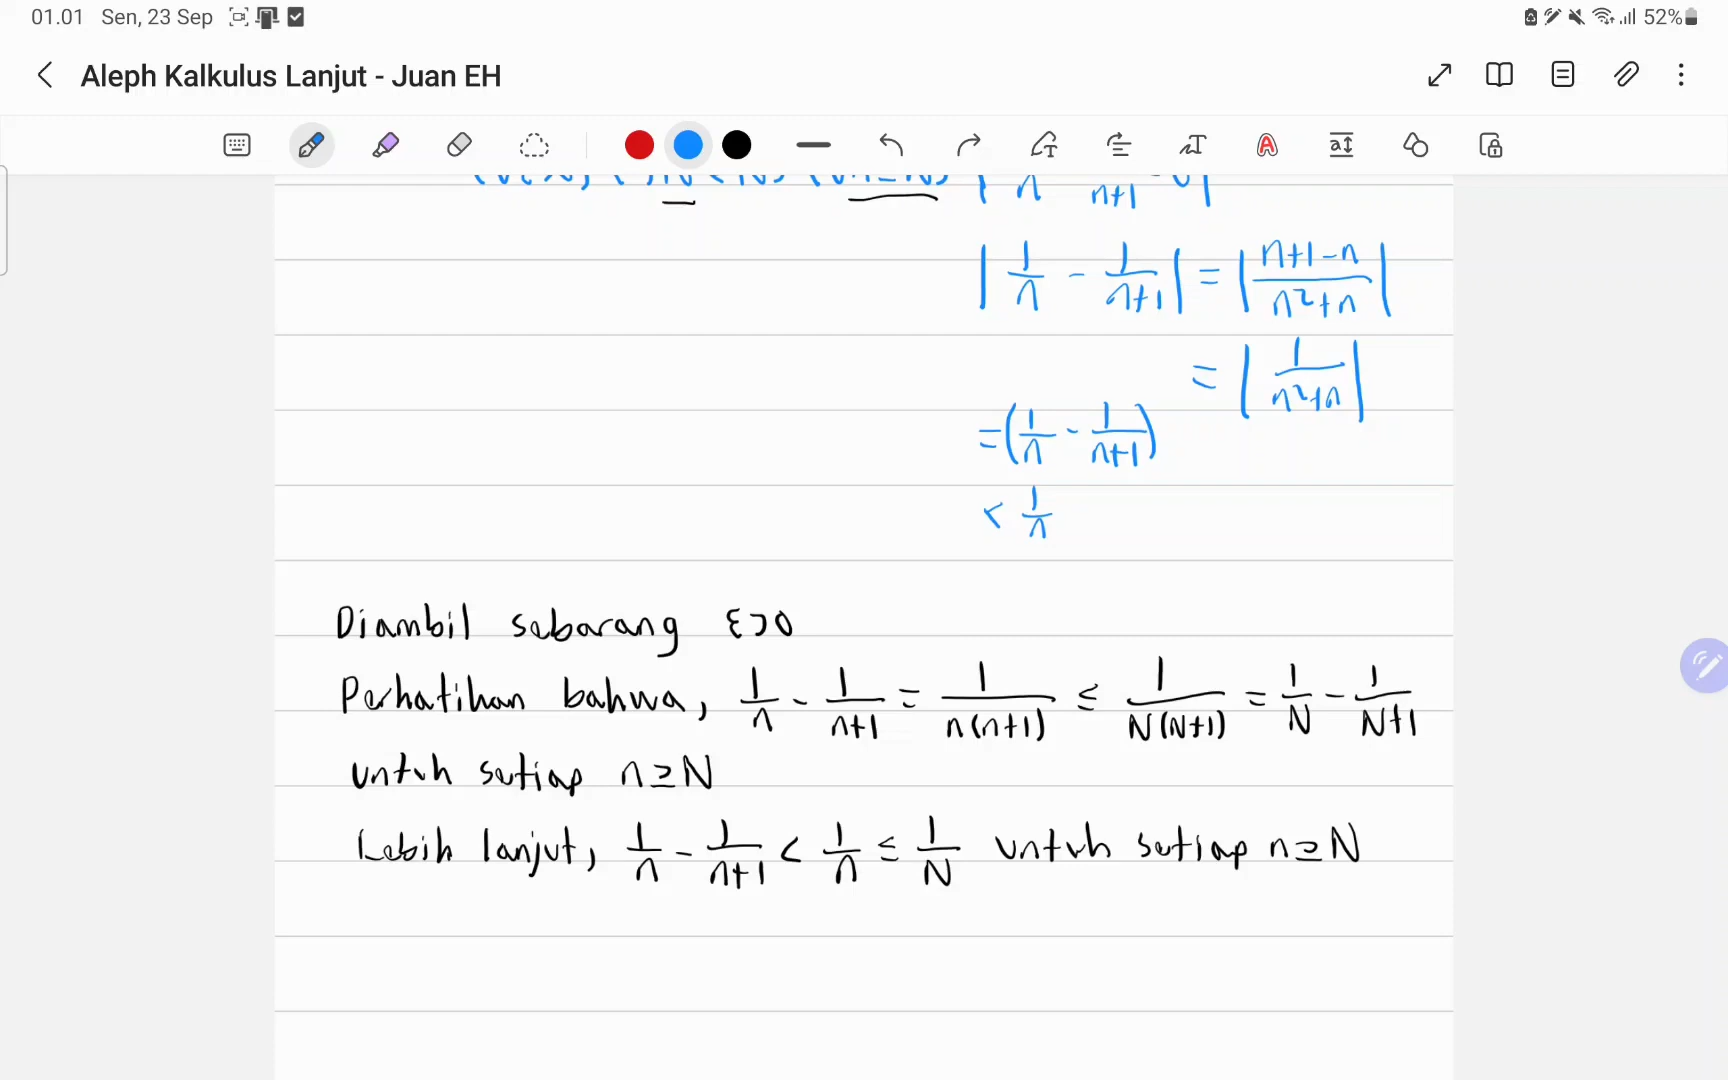 01.01 Sen, 23 Sep 52%
Aleph Kalkulus Lanjut - Juan EH
n n+1
| 1/n - 1/(n+1) | = | (n+1-n)/(n²+n) |
= | 1/(n²+n) |
= (1/n - 1/(n+1))
< 1/n
Diambil sebarang ε>0
Perhatikan bahwa, 1/n - 1/(n+1) = 1/(n(n+1)) ≤ 1/(N(N+1)) = 1/N - 1/(N+1)
untuk setiap n≥N
Lebih lanjut, 1/n - 1/(n+1) < 1/n ≤ 1/N untuk setiap n≥N